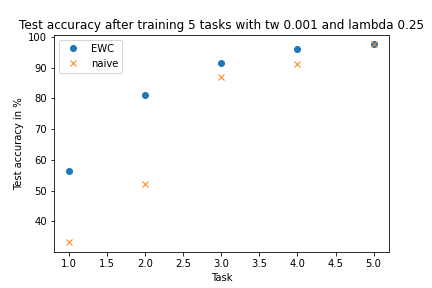 Test accuracy after training 5 tasks with tw 0.001 and lambda 0.25
EWC
naive
Test accuracy in %
100
90
80
70
60
50
40
1.0 1.5 2.0 2.5 3.0 3.5 4.0 4.5 5.0
Task